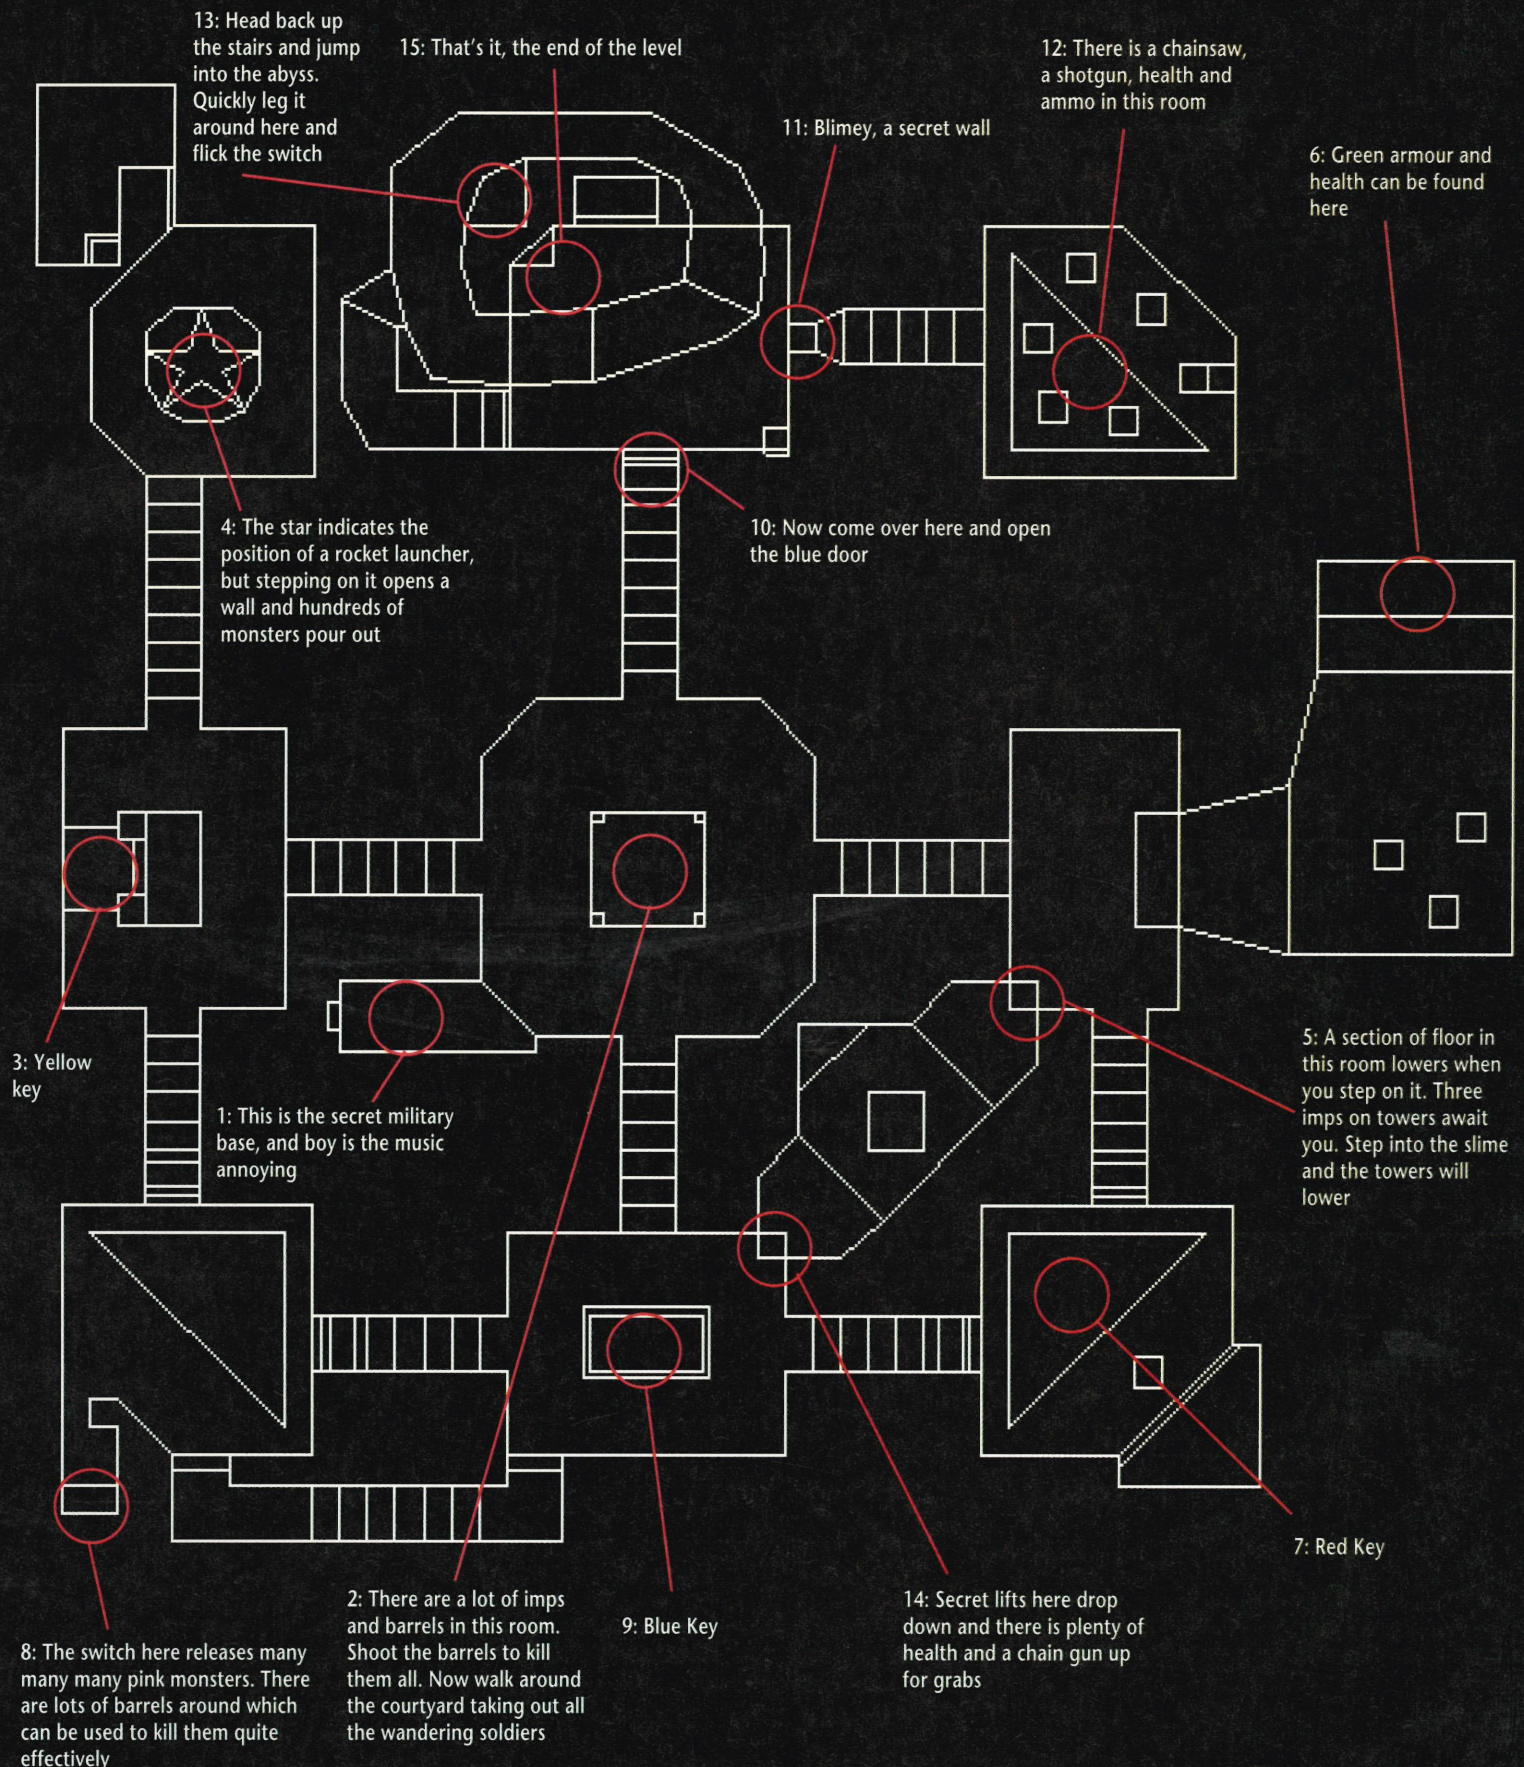 13: Head back up
the stairs and jump
into the abyss.
Quickly leg it
around here and
flick the switch
15: That's it, the end of the level
12: There is a chainsaw,
a shotgun, health and
ammo in this room
11: Blimey, a secret wall
6: Green armour and
health can be found
here
4: The star indicates the
position of a rocket launcher,
but stepping on it opens a
wall and hundreds of
monsters pour out
10: Now come over here and open
the blue door
3: Yellow
key
1: This is the secret military
base, and boy is the music
annoying
5: A section of floor in
this room lowers when
you step on it. Three
imps on towers await
you. Step into the slime
and the towers will
lower
7: Red Key
8: The switch here releases many
many many pink monsters. There
are lots of barrels around which
can be used to kill them quite
effectively
2: There are a lot of imps
and barrels in this room.
Shoot the barrels to kill
them all. Now walk around
the courtyard taking out all
the wandering soldiers
9: Blue Key
14: Secret lifts here drop
down and there is plenty of
health and a chain gun up
for grabs